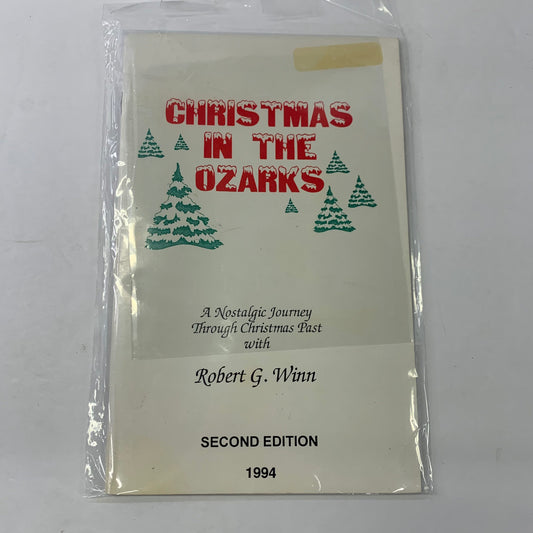 CHRISTMAS
IN THE
OZARKS
A Nostalgic Journey
Through Christmas Past
with
Robert G. Winn
SECOND EDITION
1994